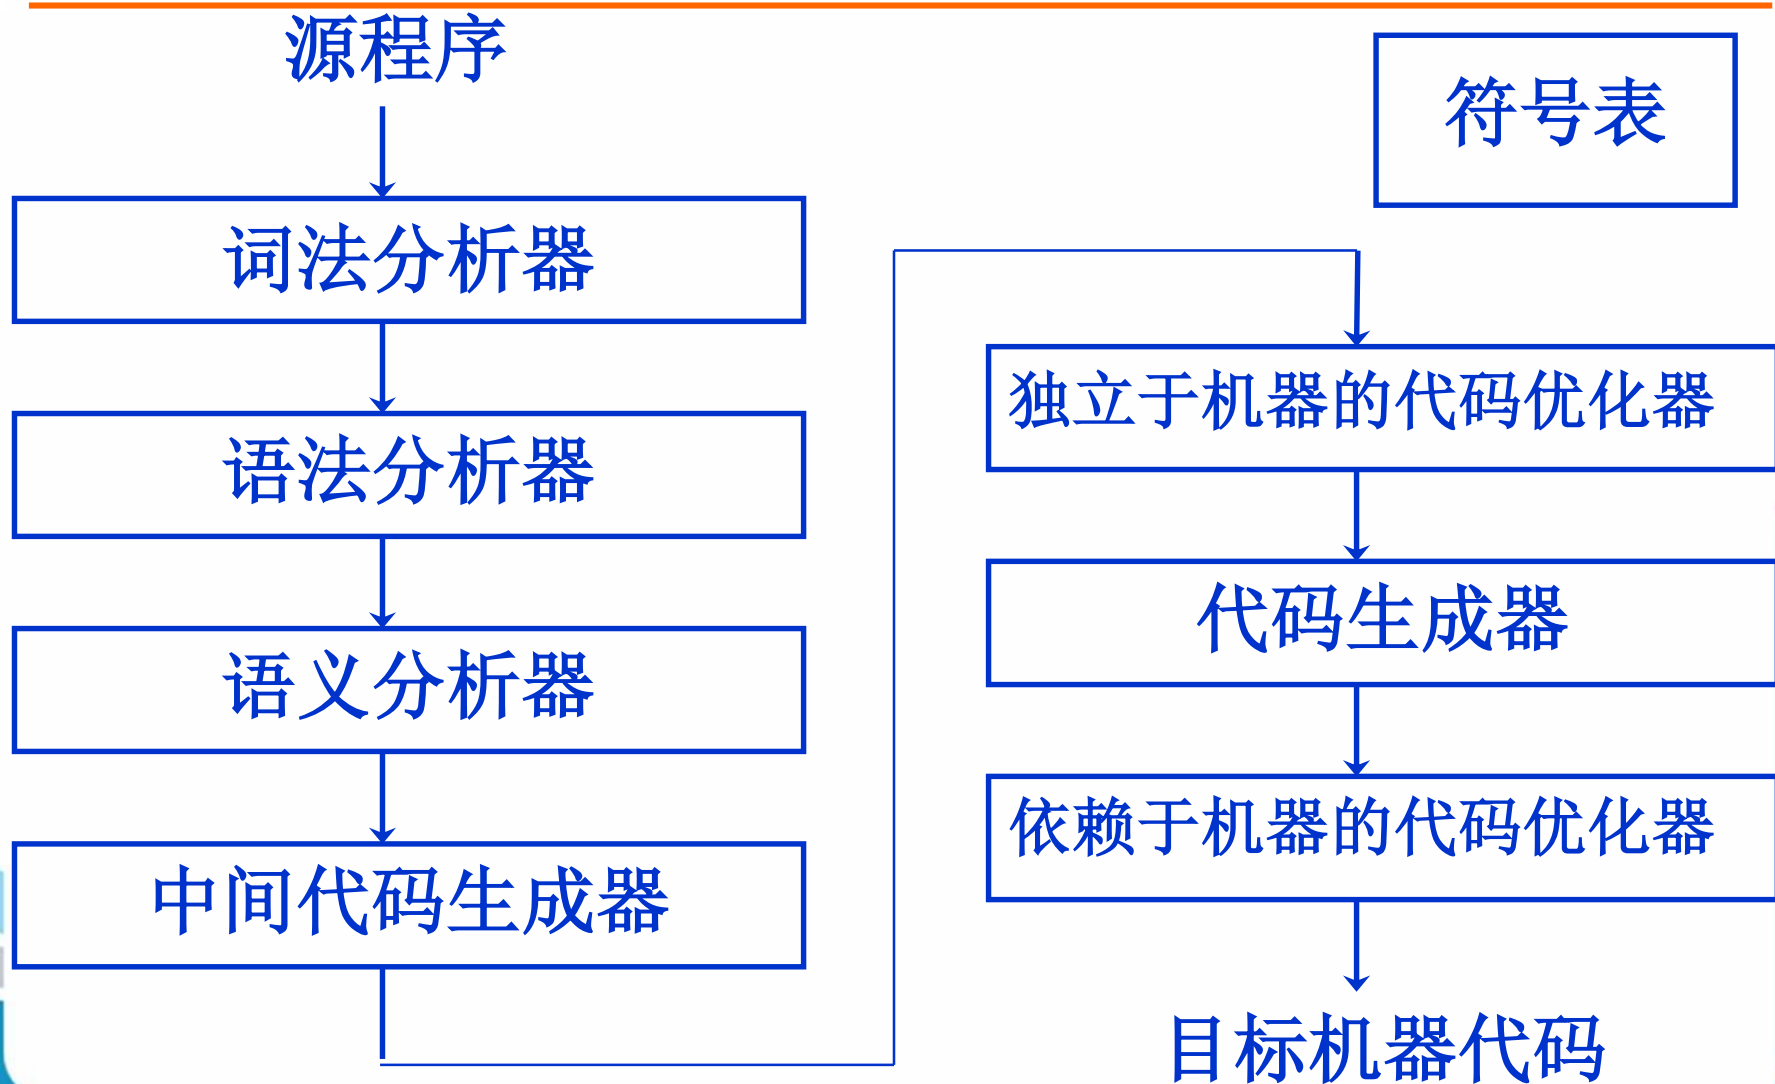 源程序
词法分析器
语法分析器
语义分析器
中间代码生成器
符号表
独立于机器的代码优化器
代码生成器
依赖于机器的代码优化器
目标机器代码